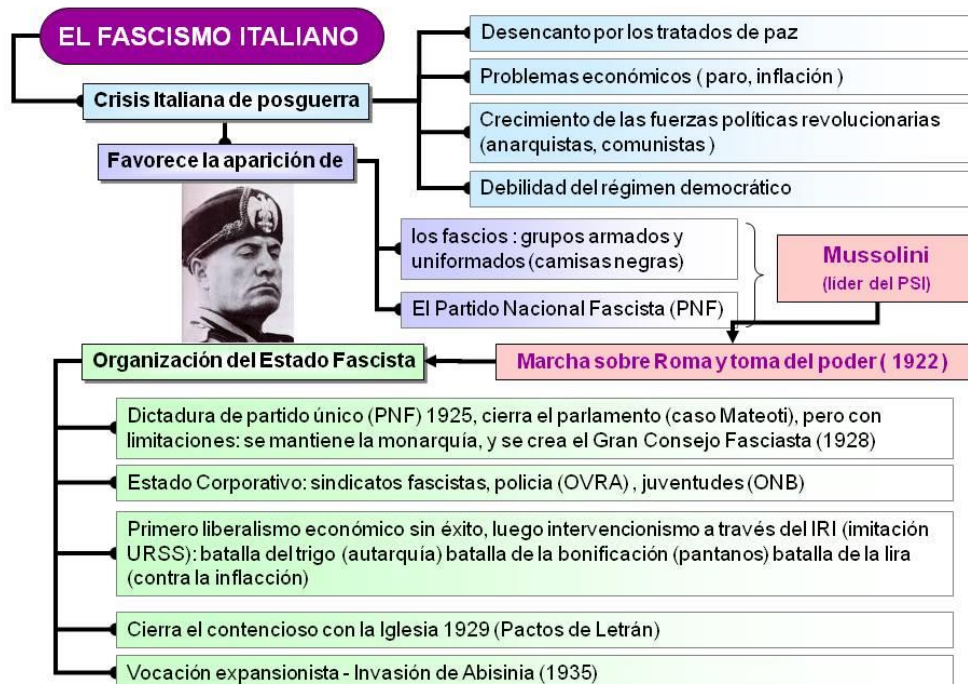 EL FASCISMO ITALIANO
Crisis Italiana de posguerra
Desencanto por los tratados de paz
Problemas económicos ( paro, inflación )
Crecimiento de las fuerzas políticas revolucionarias
(anarquistas, comunistas )
Debilidad del régimen democrático
Favorece la aparición de
los fascios : grupos armados y
uniformados (camisas negras)
El Partido Nacional Fascista (PNF)
Mussolini
(líder del PSI)
Marcha sobre Roma y toma del poder ( 1922 )
Organización del Estado Fascista
Dictadura de partido único (PNF) 1925, cierra el parlamento (caso Mateoti), pero con
limitaciones: se mantiene la monarquía, y se crea el Gran Consejo Fasciasta (1928)
Estado Corporativo: sindicatos fascistas, policia (OVRA) , juventudes (ONB)
Primero liberalismo económico sin éxito, luego intervencionismo a través del IRI (imitación
URSS): batalla del trigo (autarquía) batalla de la bonificación (pantanos) batalla de la lira
(contra la inflacción)
Cierra el contencioso con la Iglesia 1929 (Pactos de Letrán)
Vocación expansionista - Invasión de Abisinia (1935)